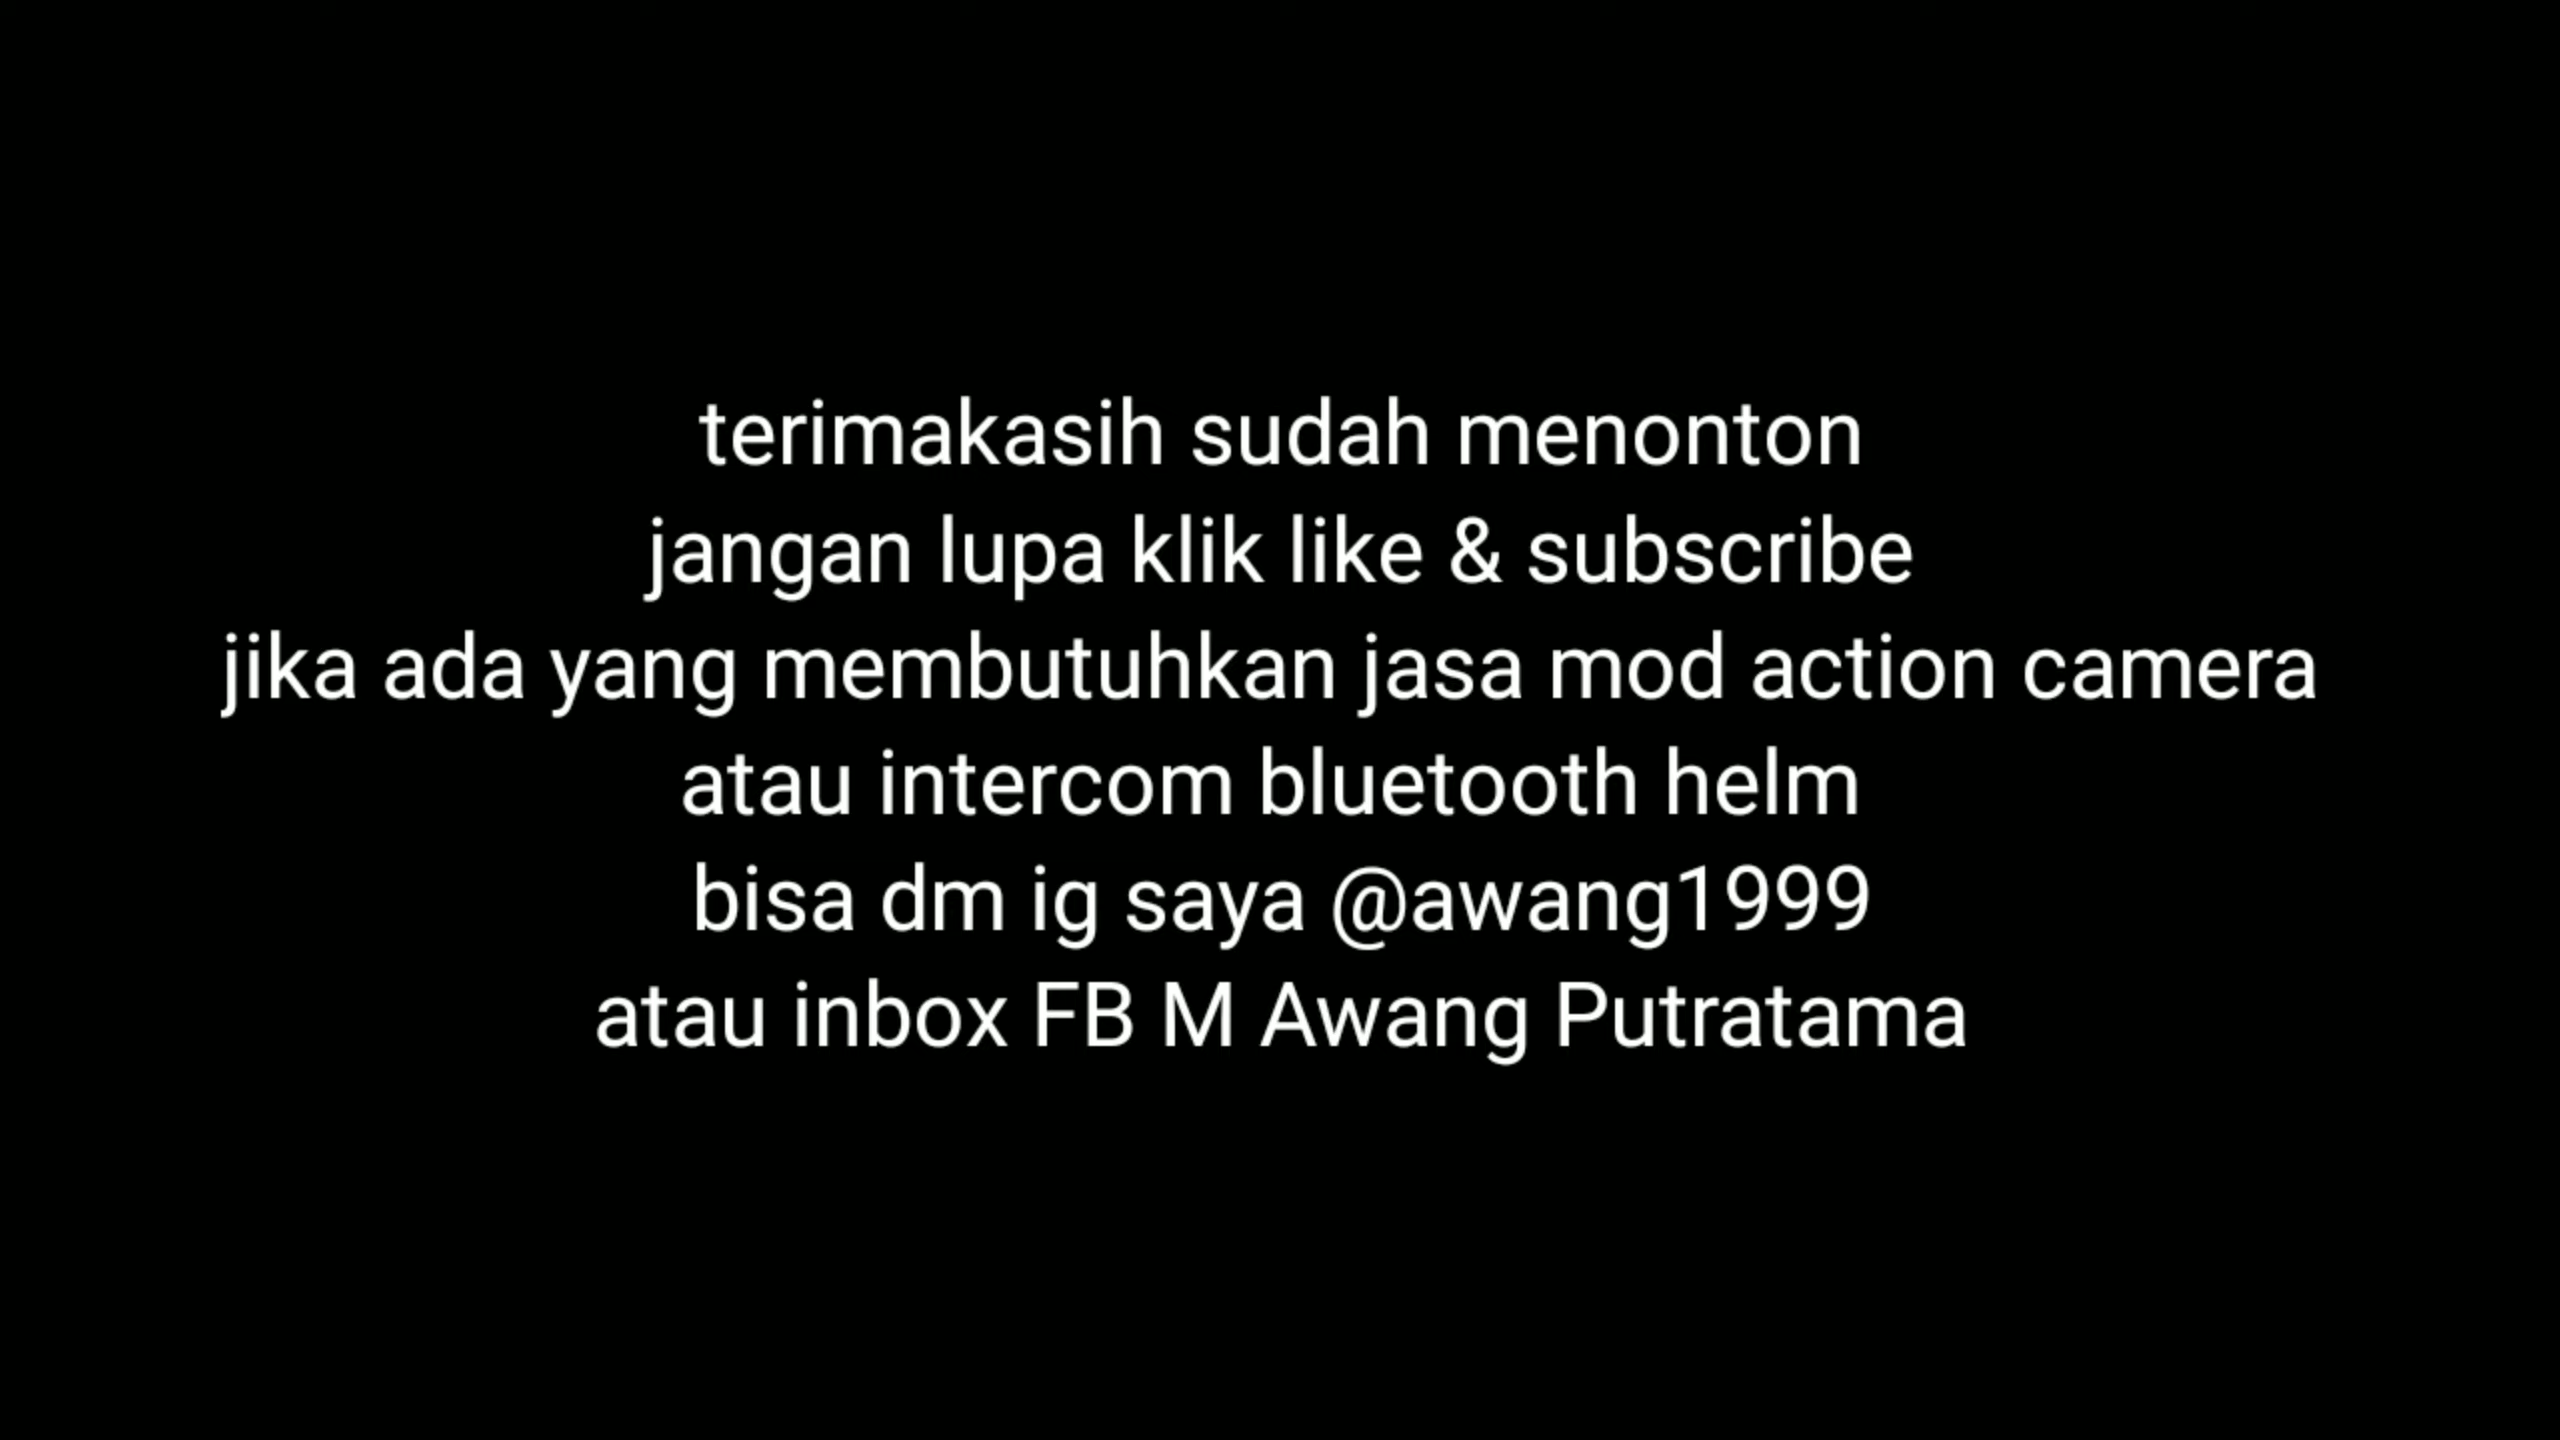 terimakasih sudah menonton
jangan lupa klik like & subscribe
jika ada yang membutuhkan jasa mod action camera
atau intercom bluetooth helm
bisa dm ig saya @awang1999
atau inbox FB M Awang Putratama